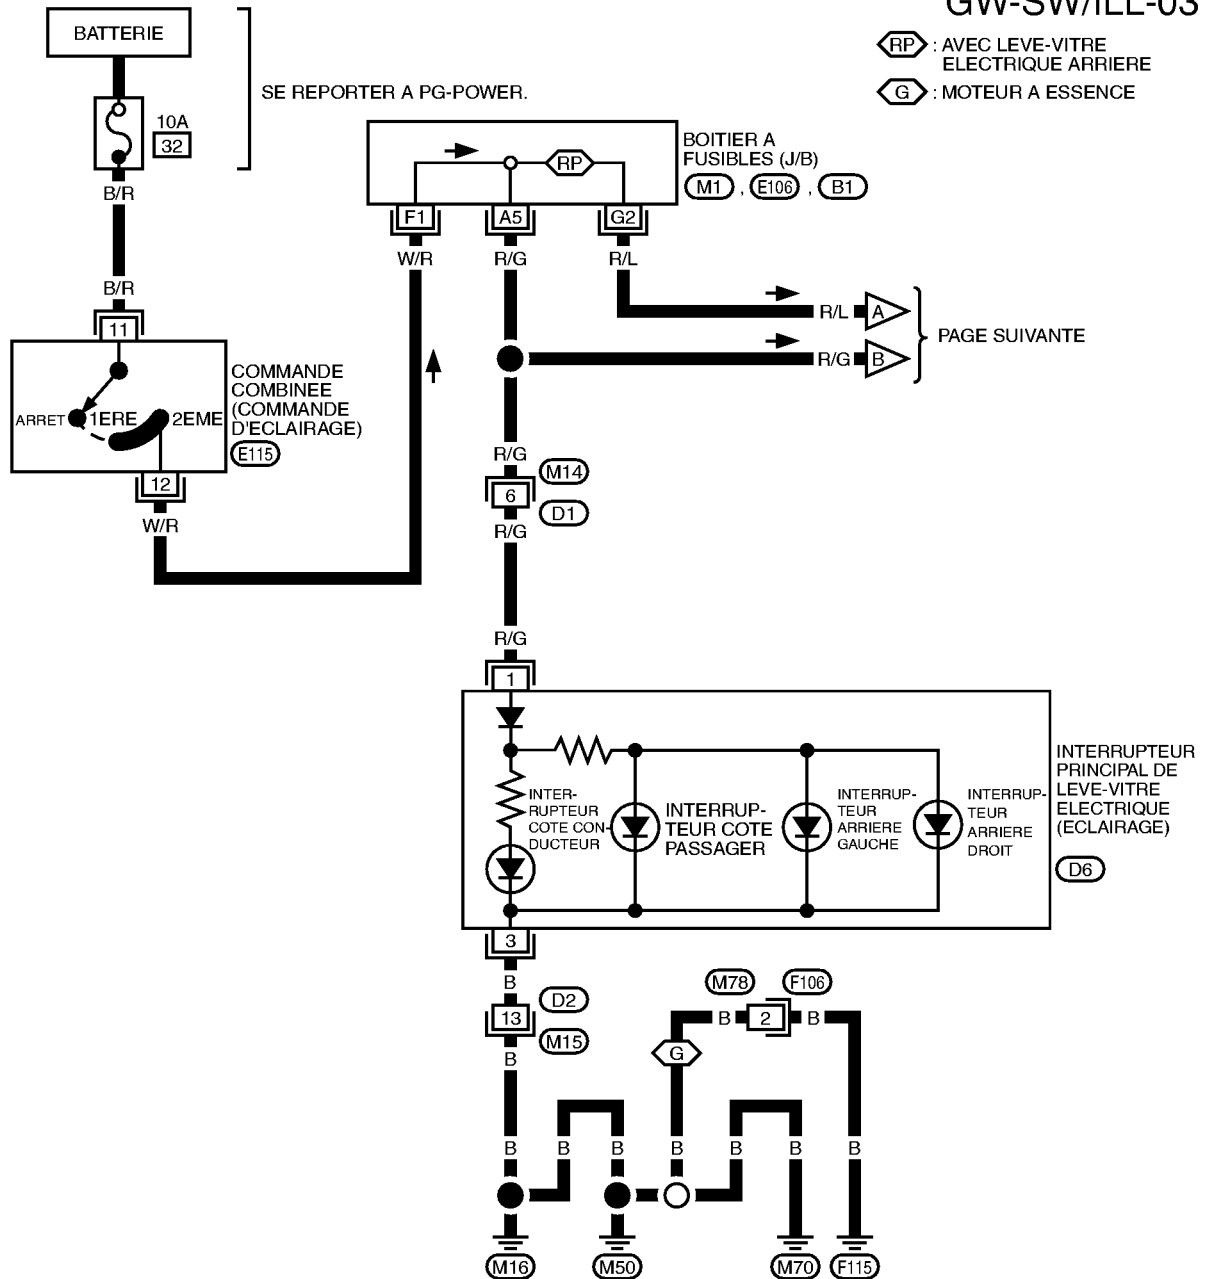 GW-SW/ILL-03
BATTERIE
RP : AVEC LEVE-VITRE
ELECTRIQUE ARRIERE
G : MOTEUR A ESSENCE
SE REPORTER A PG-POWER.
10A
32
B/R
B/R
BOITIER A
FUSIBLES (J/B)
M1 , E106 , B1
RP
F1
A5
G2
W/R
R/G
R/L
R/L
A
R/G
B
PAGE SUIVANTE
11
COMMANDE
COMBINEE
(COMMANDE
D'ECLAIRAGE)
E115
ARRET
1ERE
2EME
12
W/R
R/G
M14
6
D1
R/G
R/G
1
INTER-
RUPTEUR
COTE CON-
DUCTEUR
INTERRUP-
TEUR COTE
PASSAGER
INTERRUP-
TEUR
ARRIERE
GAUCHE
INTERRUP-
TEUR
ARRIERE
DROIT
INTERRUPTEUR
PRINCIPAL DE
LEVE-VITRE
ELECTRIQUE
(ECLAIRAGE)
D6
3
B
D2
13
M15
B
M78
F106
B
2
B
G
B
B
B
B
B
B
M16
M50
M70
F115